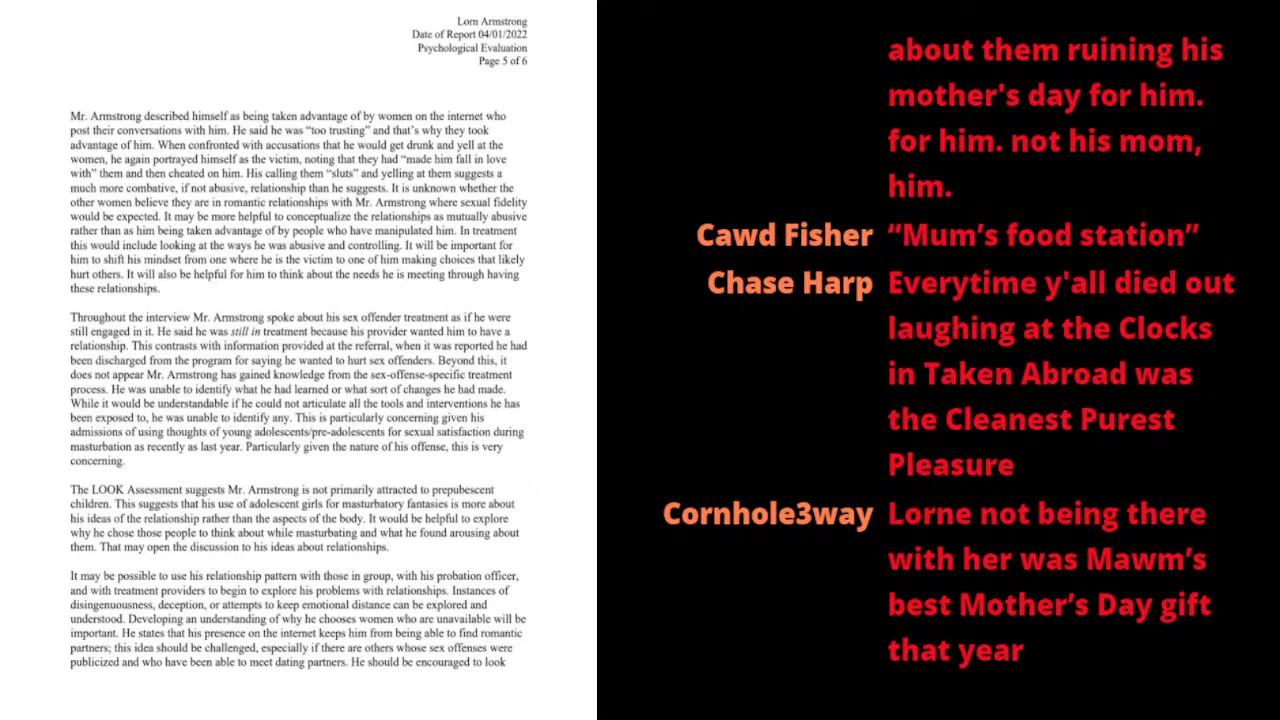 Lorn Armstrong
Date of Report 04/01/2022
Psychological Evaluation
Page 5 of 6
Mr. Armstrong described himself as being taken advantage of by women on the internet who
post their conversations with him. He said he was “too trusting” and that’s why they took
advantage of him. When confronted with accusations that he would get drunk and yell at the
women, he again portrayed himself as the victim, noting that they had “made him fall in love
with” them and then cheated on him. His calling them “sluts” and yelling at them suggests a
much more combative, if not abusive, relationship than he suggests. It is unknown whether the
other women believe they are in romantic relationships with Mr. Armstrong where sexual fidelity
would be expected. It may be more helpful to conceptualize the relationships as mutually abusive
rather than as him being taken advantage of by people who have manipulated him. In treatment
this would include looking at the ways he was abusive and controlling. It will be important for
him to shift his mindset from one where he is the victim to one of him making choices that likely
hurt others. It will also be helpful for him to think about the needs he is meeting through having
these relationships.
Throughout the interview Mr. Armstrong spoke about his sex offender treatment as if he were
still engaged in it. He said he was still in treatment because his provider wanted him to have a
relationship. This contrasts with information provided at the referral, when it was reported he had
been discharged from the program for saying he wanted to hurt sex offenders. Beyond this, it
does not appear Mr. Armstrong has gained knowledge from the sex-offense-specific treatment
process. He was unable to identify what he had learned or what sort of changes he had made.
While it would be understandable if he could not articulate all the tools and interventions he has
been exposed to, he was unable to identify any. This is particularly concerning given his
admissions of using thoughts of young adolescents/pre-adolescents for sexual satisfaction during
masturbation as recently as last year. Particularly given the nature of his offense, this is very
concerning.
The LOOK Assessment suggests Mr. Armstrong is not primarily attracted to prepubescent
children. This suggests that his use of adolescent girls for masturbatory fantasies is more about
his ideas of the relationship rather than the aspects of the body. It would be helpful to explore
why he chose those people to think about while masturbating and what he found arousing about
them. That may open the discussion to his ideas about relationships.
It may be possible to use his relationship pattern with those in group, with his probation officer,
and with treatment providers to begin to explore his problems with relationships. Instances of
disingenuousness, deception, or attempts to keep emotional distance can be explored and
understood. Developing an understanding of why he chooses women who are unavailable will be
important. He states that his presence on the internet keeps him from being able to find romantic
partners; this idea should be challenged, especially if there are others whose sex offenses were
publicized and who have been able to meet dating partners. He should be encouraged to look
about them ruining his
mother's day for him.
for him. not his mom,
him.
Cawd Fisher “Mum’s food station”
Chase Harp Everytime y'all died out
laughing at the Clocks
in Taken Abroad was
the Cleanest Purest
Pleasure
Cornhole3way Lorne not being there
with her was Mawm’s
best Mother’s Day gift
that year